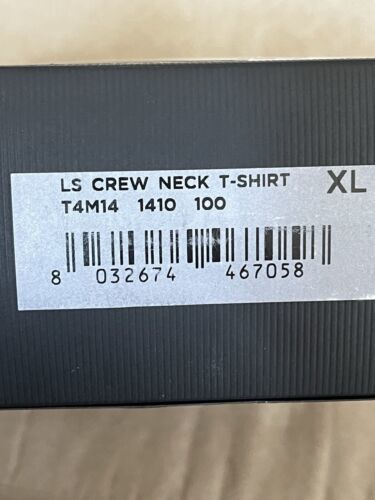 LS CREW NECK T-SHIRT XL
T4M14 1410 100
8 032674 467058